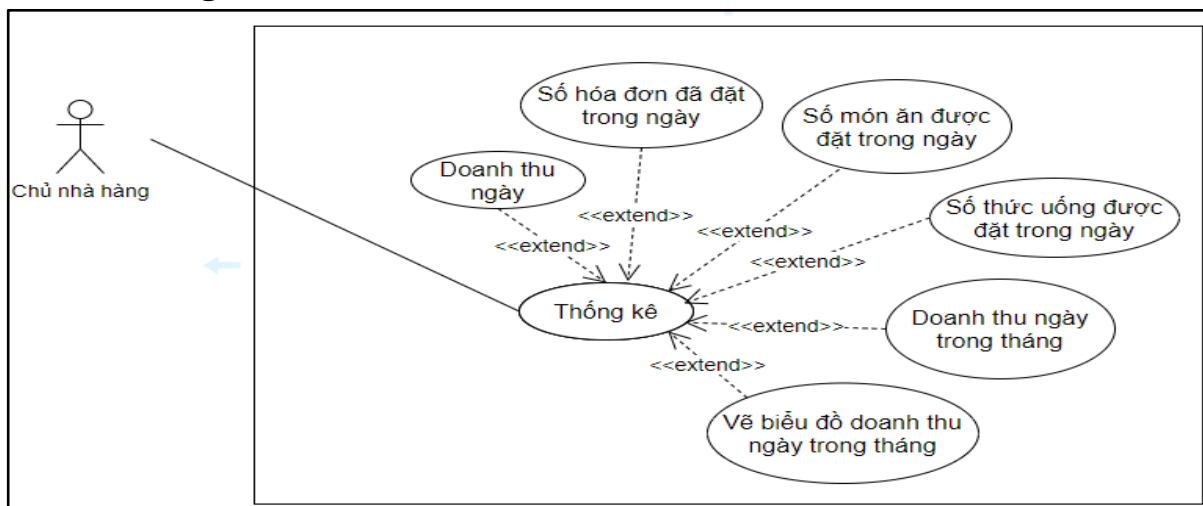 Số hóa đơn đã đặt
trong ngày
Số món ăn được
đặt trong ngày
Doanh thu
ngày
Chủ nhà hàng
<<extend>>
Số thức uống được
đặt trong ngày
<<extend>>
<<extend>>
<<extend>>
Thống kê
<<extend>>
Doanh thu ngày
trong tháng
<<extend>>
Vẽ biểu đồ doanh thu
ngày trong tháng